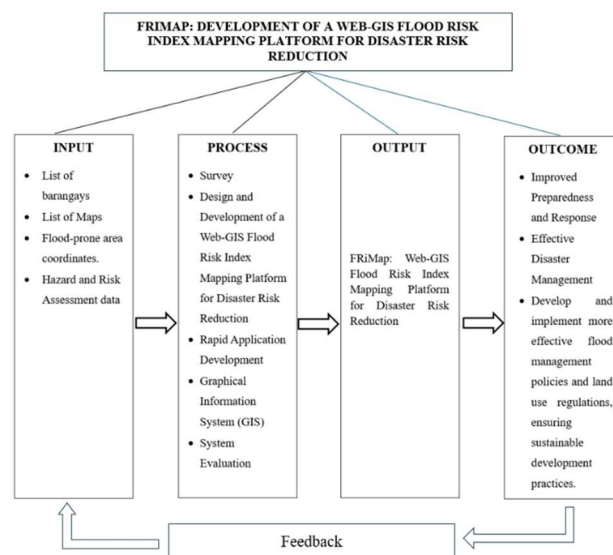 FRIMAP: DEVELOPMENT OF A WEB-GIS FLOOD RISK
INDEX MAPPING PLATFORM FOR DISASTER RISK
REDUCTION
INPUT
• List of
barangays
• List of Maps
• Flood-prone area
coordinates.
• Hazard and Risk
Assessment data
PROCESS
• Survey
• Design and
Development of a
Web-GIS Flood
Risk Index
Mapping Platform
for Disaster Risk
Reduction
• Rapid Application
Development
• Graphical
Information
System (GIS)
• System
Evaluation
OUTPUT
FRiMap: Web-GIS
Flood Risk Index
Mapping Platform
for Disaster Risk
Reduction
OUTCOME
• Improved
Preparedness
and Response
• Effective
Disaster
Management
• Develop and
implement more
effective flood
management
policies and land
use regulations,
ensuring
sustainable
development
practices.
Feedback